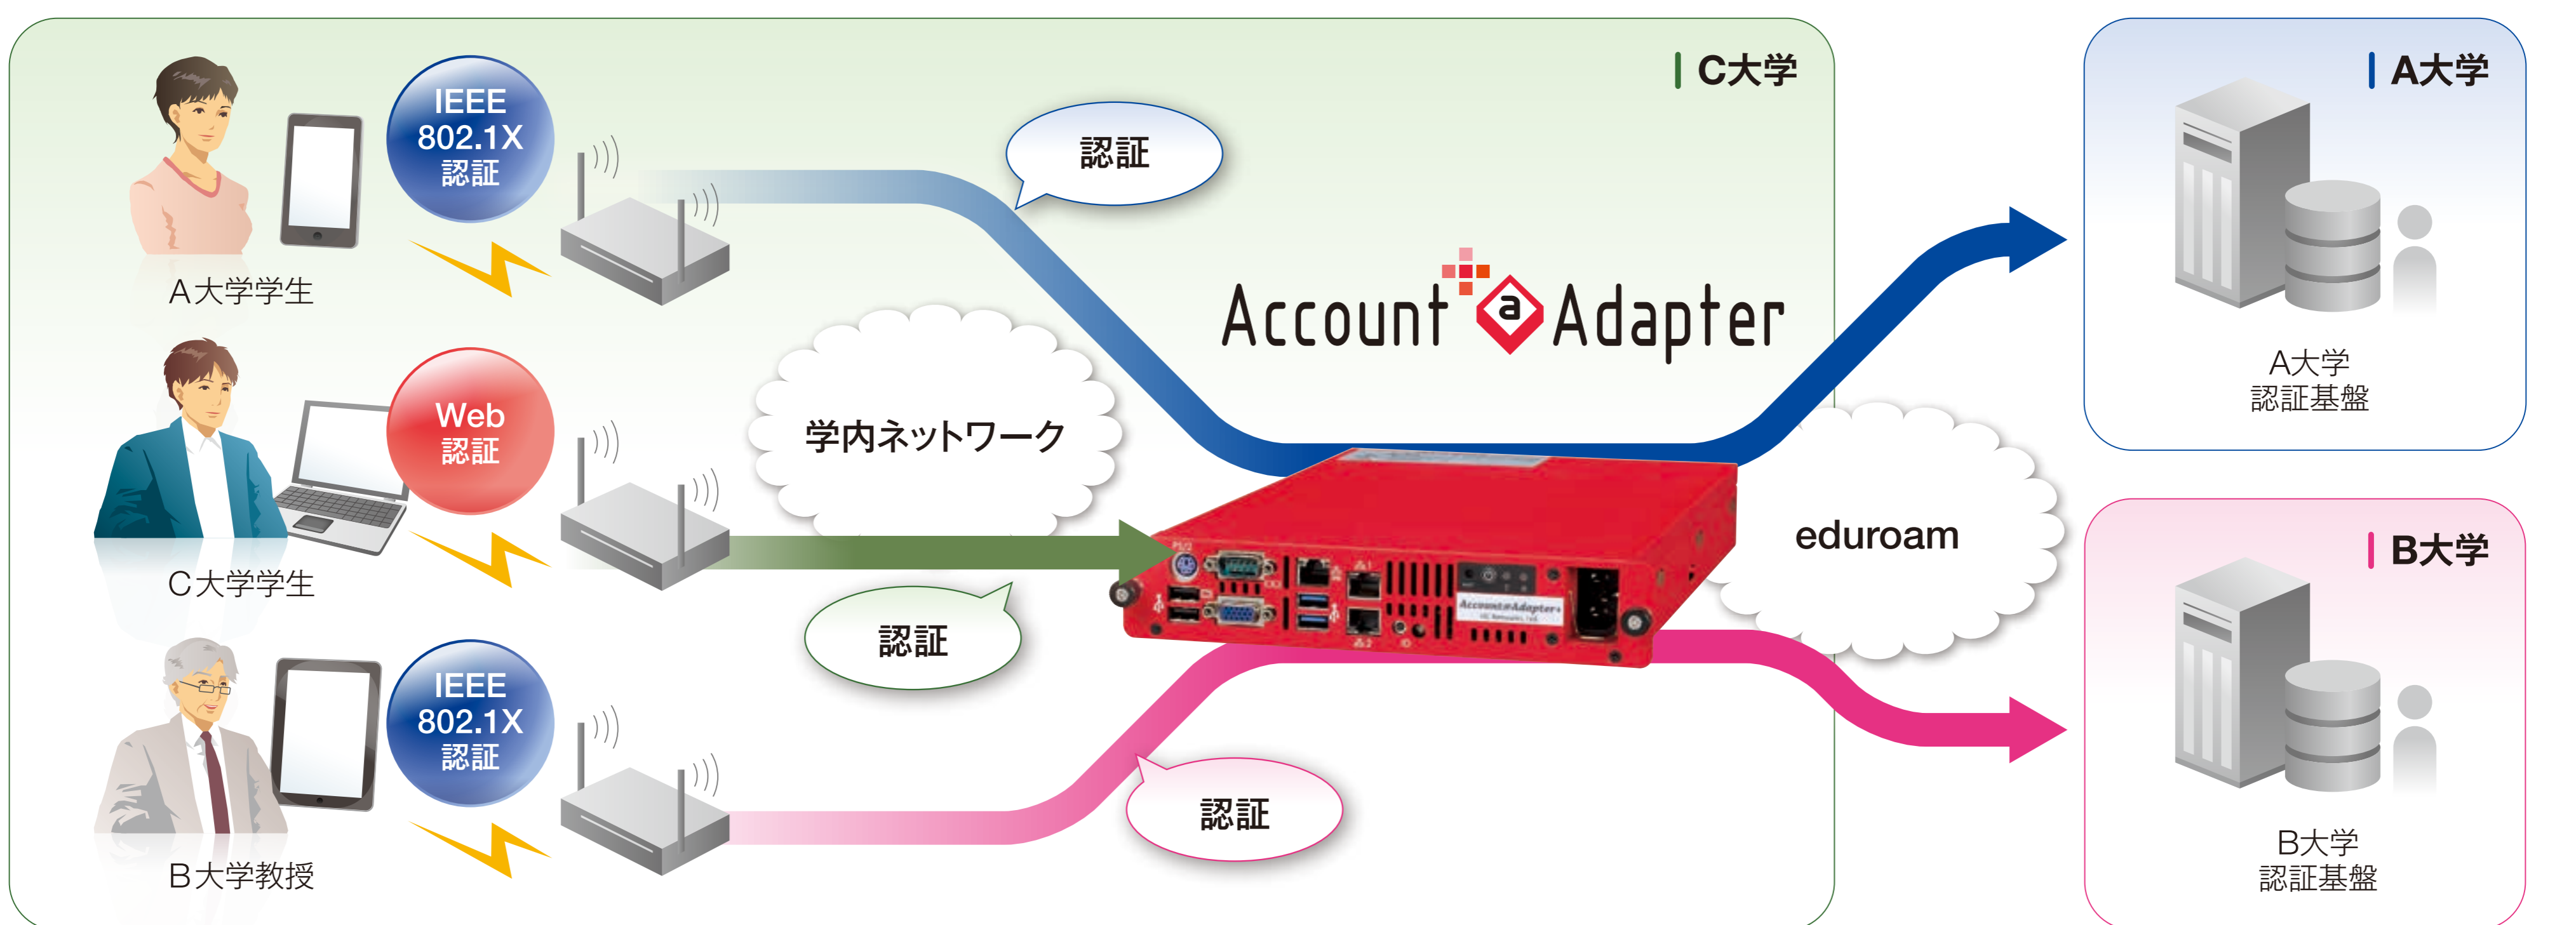 C大学
A大学
IEEE
802.1X
認証
認証
A大学学生
Account a Adapter
A大学
認証基盤
Web
認証
学内ネットワーク
eduroam
C大学学生
認証
Account@Adapter+
B大学
IEEE
802.1X
認証
認証
B大学教授
B大学
認証基盤